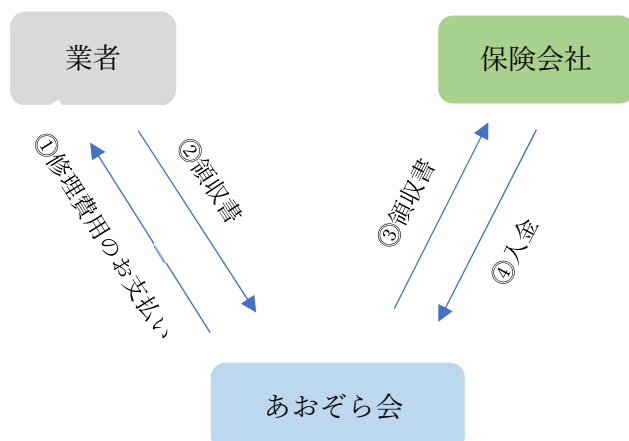 業者
保険会社
①修理費用のお支払い
②領収書
③領収書
④入金
あおぞら会